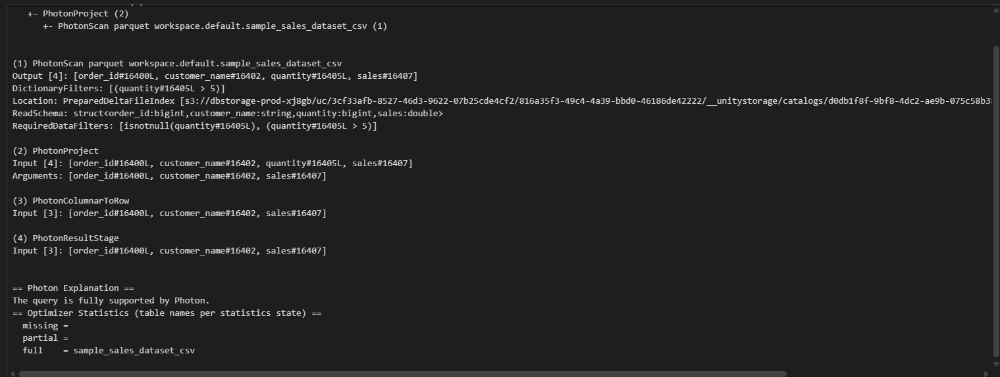 +- PhotonProject (2)
+- PhotonScan parquet workspace.default.sample_sales_dataset_csv (1)
(1) PhotonScan parquet workspace.default.sample_sales_dataset_csv
Output [4]: [order_id#16400L, customer_name#16402, quantity#16405L, sales#16407]
DictionaryFilters: [(quantity#16405L > 5)]
Location: PreparedDeltaFileIndex [s3://dbstorage-prod-xj8gb/uc/3cf33afb-8527-46d3-9622-07b25cde4cf2/816a35f3-49c4-4a39-bbd0-46186de42222/__unitystorage/catalogs/d0db1f8f-9bf8-4dc2-ae9b-075c58b38
ReadSchema: struct<order_id:bigint,customer_name:string,quantity:bigint,sales:double>
RequiredDataFilters: [isnotnull(quantity#16405L), (quantity#16405L > 5)]
(2) PhotonProject
Input [4]: [order_id#16400L, customer_name#16402, quantity#16405L, sales#16407]
Arguments: [order_id#16400L, customer_name#16402, sales#16407]
(3) PhotonColumnarToRow
Input [3]: [order_id#16400L, customer_name#16402, sales#16407]
(4) PhotonResultStage
Input [3]: [order_id#16400L, customer_name#16402, sales#16407]
== Photon Explanation ==
The query is fully supported by Photon.
== Optimizer Statistics (table names per statistics state) ==
missing =
partial =
full    = sample_sales_dataset_csv